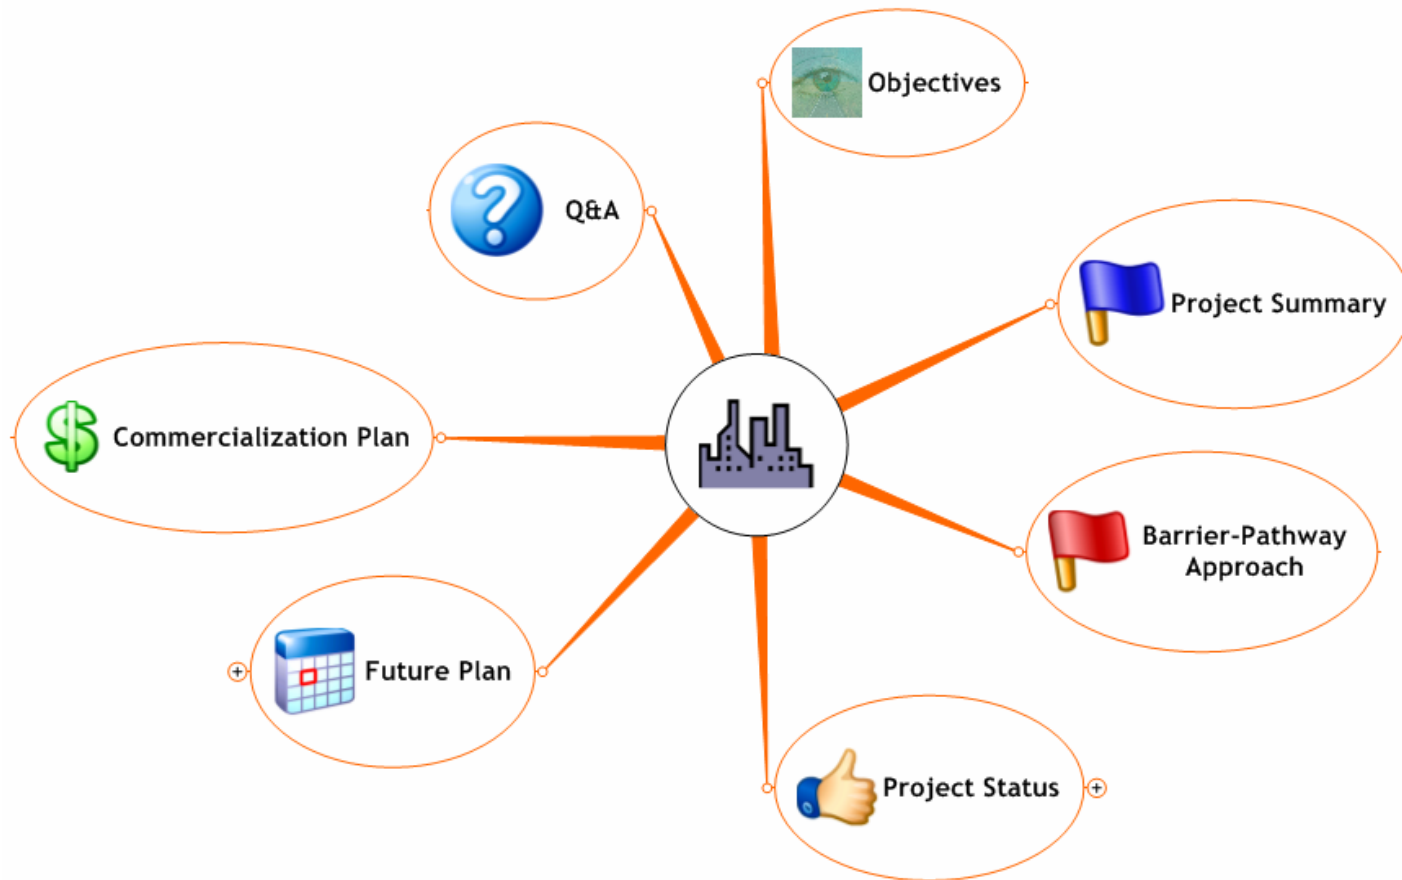 Objectives
Project Summary
Barrier-Pathway
Approach
Project Status
Future Plan
Commercialization Plan
Q&A